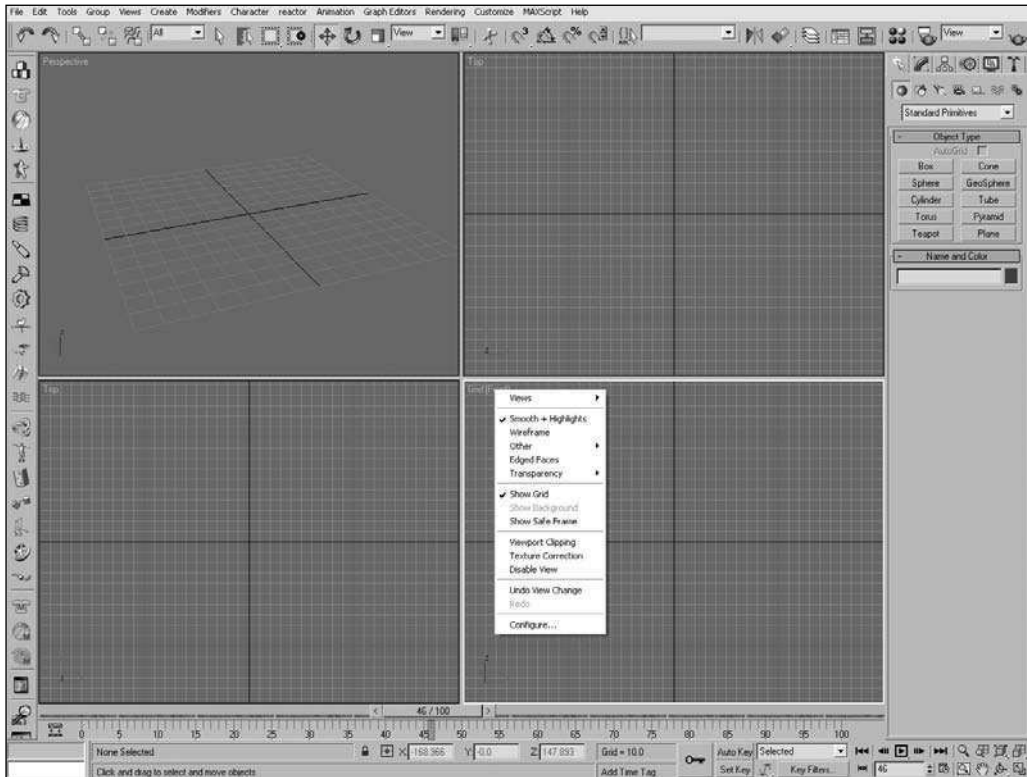 File Edit Tools Group Views Create Modifiers Character reactor Animation Graph Editors Rendering Customize MAXScript Help
All View View
Perspective Top
Standard Primitives
- Object Type
AutoGrid
Box Cone
Sphere GeoSphere
Cylinder Tube
Torus Pyramid
Teapot Plane
- Name and Color
Top
Views
Smooth + Highlights
Wireframe
Other
Edged Faces
Transparency
Show Grid
Show Background
Show Safe Frame
Viewport Clipping
Texture Correction
Disable View
Undo View Change
Redo
Configure...
< 46 / 100 >
0 5 10 15 20 25 30 35 40 45 50 55 60 65 70 75 80 85 90 95 100
None Selected X -168.366 Y -0.0 Z 147.893 Grid = 10.0 Auto Key Selected
Click and drag to select and move objects Add Time Tag Set Key Key Filters... 46